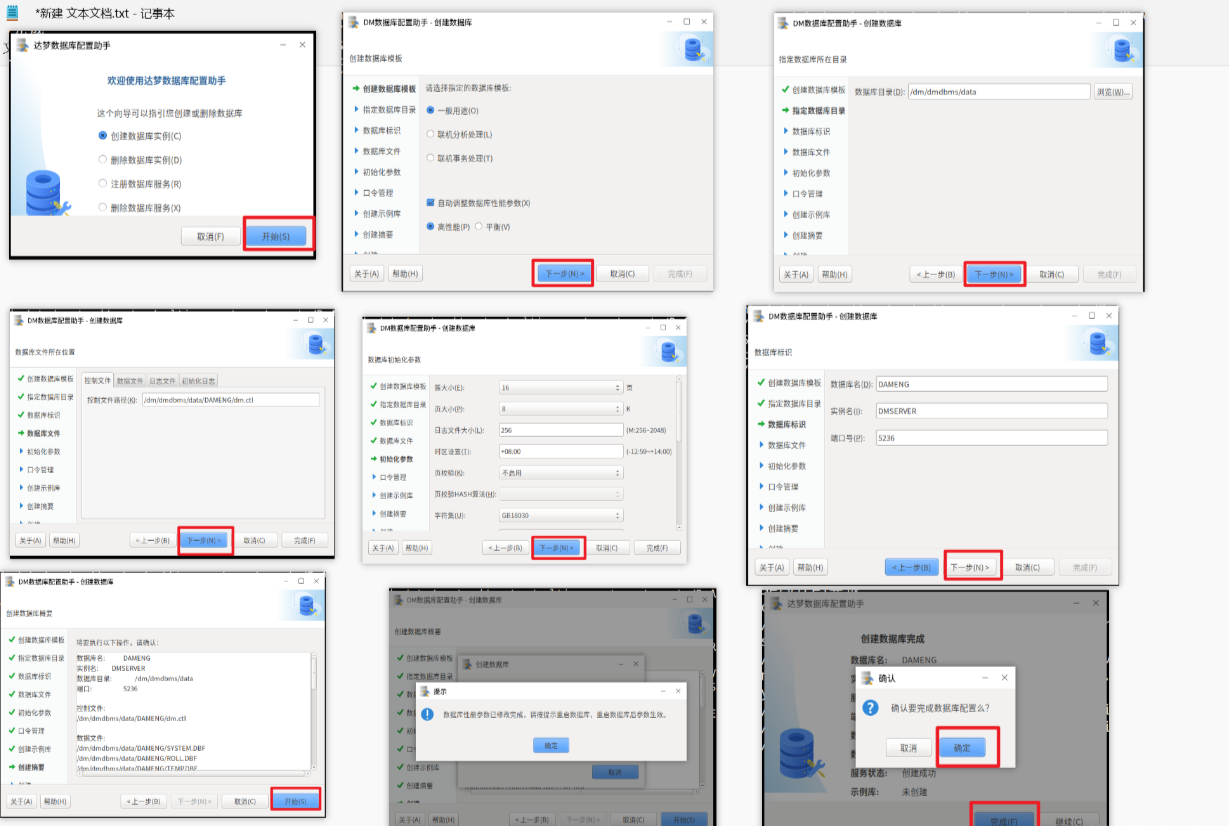 *新建 文本文档.txt - 记事本
达梦数据库配置助手
欢迎使用达梦数据库配置助手
这个向导可以指引您创建或删除数据库
创建数据库实例(C)
删除数据库实例(D)
注册数据库服务(R)
删除数据库服务(X)
取消(F)
开始(S)
DM数据库配置助手 - 创建数据库
创建数据库模板
创建数据库模板
指定数据库目录
数据库标识
数据库文件
初始化参数
口令管理
创建示例库
创建摘要
请选择指定的数据库模板:
一般用途(O)
联机分析处理(L)
联机事务处理(T)
自动调整数据库性能参数(X)
高性能(P) 平衡(V)
关于(A) 帮助(H) 下一步(N) > 取消(C) 完成(F)
DM数据库配置助手 - 创建数据库
指定数据库所在目录
创建数据库模板
指定数据库目录
数据库标识
数据库文件
初始化参数
口令管理
创建示例库
创建摘要
数据库目录(D): /dm/dmdbms/data 浏览(W)...
关于(A) 帮助(H) < 上一步(B) 下一步(N) > 取消(C) 完成(F)
DM数据库配置助手 - 创建数据库
数据库文件所在位置
创建数据库模板
指定数据库目录
数据库标识
数据库文件
初始化参数
口令管理
创建示例库
创建摘要
控制文件 数据文件 日志文件 初始化日志
控制文件路径(K): /dm/dmdbms/data/DAMENG/dm.ctl
关于(A) 帮助(H) < 上一步(B) 下一步(N) > 取消(C) 完成(F)
DM数据库配置助手 - 创建数据库
数据库初始化参数
创建数据库模板
指定数据库目录
数据库标识
数据库文件
初始化参数
口令管理
创建示例库
创建摘要
簇大小(E): 16 页
页大小(P): 8 K
日志文件大小(L): 256 (M:256~2048)
时区设置(T): +08:00 (-12:59~+14:00)
页校验(K): 不启用
页校验HASH算法(H):
字符集(U): GB18030
关于(A) 帮助(H) < 上一步(B) 下一步(N) > 取消(C) 完成(F)
DM数据库配置助手 - 创建数据库
数据库标识
创建数据库模板
指定数据库目录
数据库标识
数据库文件
初始化参数
口令管理
创建示例库
创建摘要
数据库名(D): DAMENG
实例名(I): DMSERVER
端口号(P): 5236
关于(A) 帮助(H) < 上一步(B) 下一步(N) > 取消(C) 完成(F)
DM数据库配置助手 - 创建数据库
创建数据库概要
创建数据库模板
指定数据库目录
数据库标识
数据库文件
初始化参数
口令管理
创建示例库
创建摘要
将要执行以下操作，请确认:
数据库名: DAMENG
实例名: DMSERVER
数据库目录: /dm/dmdbms/data
端口: 5236
控制文件:
/dm/dmdbms/data/DAMENG/dm.ctl
数据文件:
/dm/dmdbms/data/DAMENG/SYSTEM.DBF
/dm/dmdbms/data/DAMENG/ROLL.DBF
/dm/dmdbms/data/DAMENG/TEMP.DBF
关于(A) 帮助(H) < 上一步(B) 下一步(N) > 取消(C) 开始(S)
DM数据库配置助手 - 创建数据库
创建数据库概要
创建数据库模板
指定数据库目录
创建示例库
创建摘要
创建数据库
提示
数据库性能参数已修改完成，请按提示重启数据库，重启数据库后参数生效。
确定
取消
关于(A) 帮助(H) < 上一步(B) 下一步(N) > 取消(C) 开始(S)
达梦数据库配置助手
创建数据库完成
数据库名: DAMENG
确认
确认要完成数据库配置么？
取消 确定
服务状态: 创建成功
示例库: 未创建
完成(F) 继续(C)